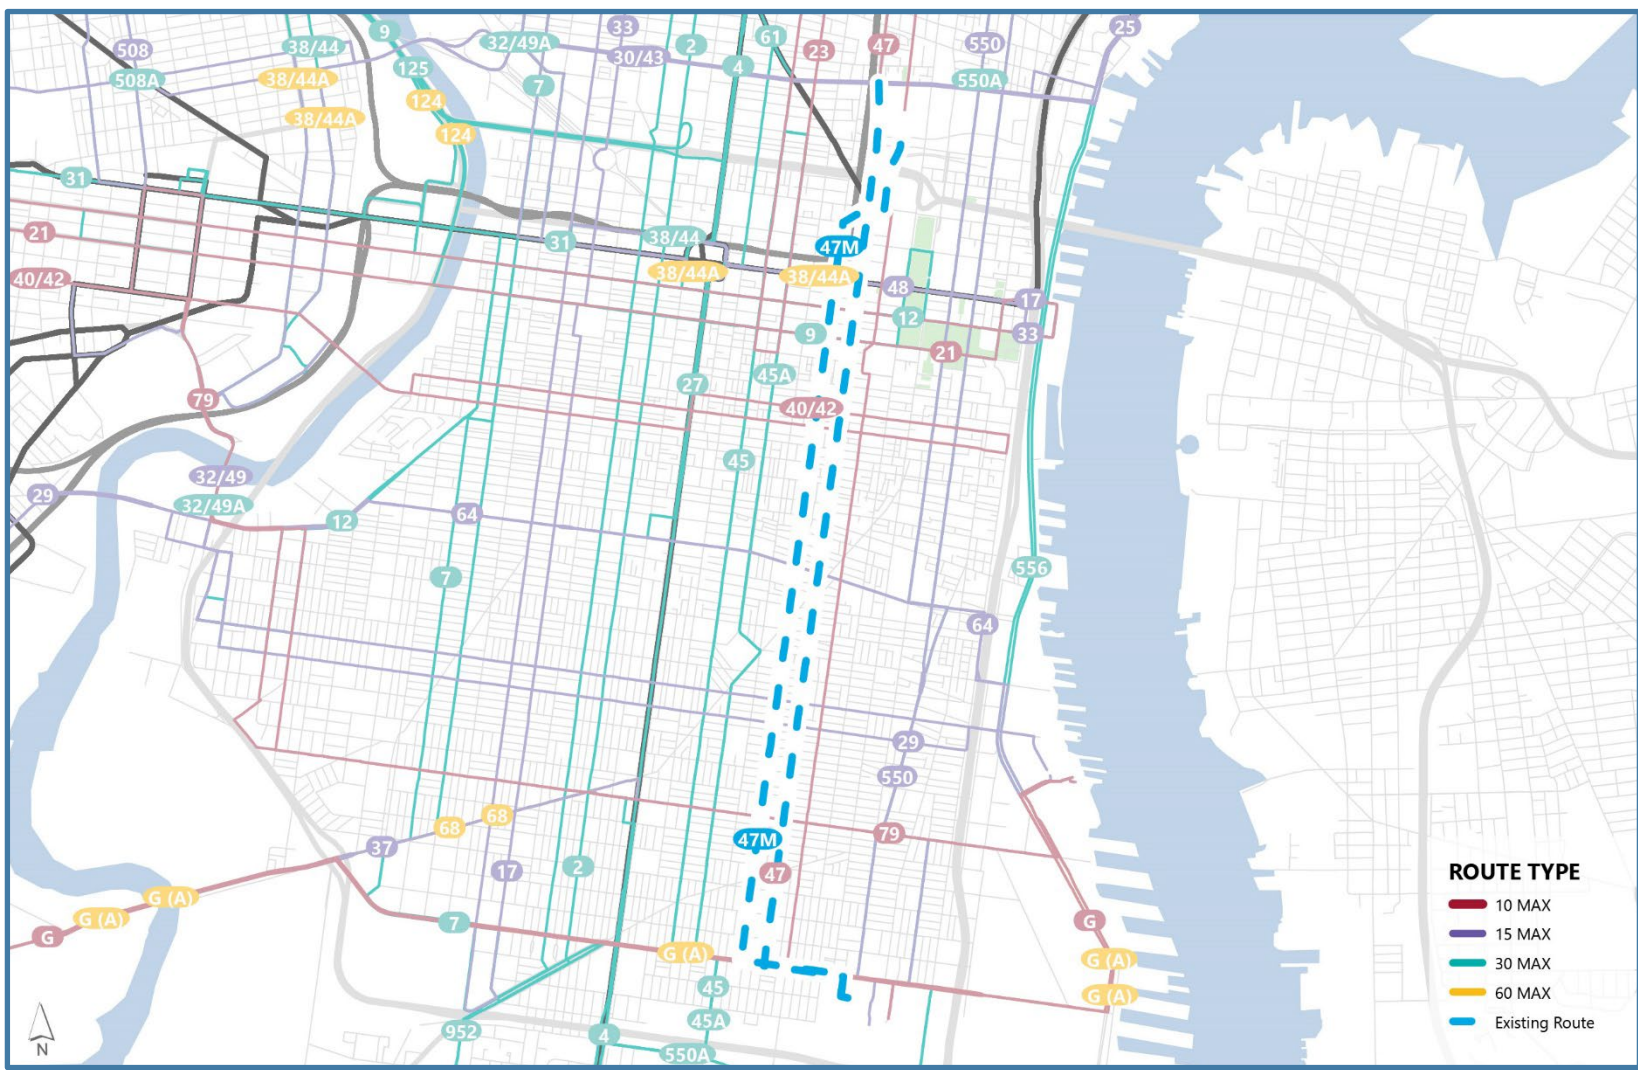 33
9
47
25
508
38/44
32/49A
2
61
23
550
30/43
4
125
508A
38/44A
7
550A
124
38/44A
124
31
21
38/44
31
47M
40/42
38/44A
38/44A
48
17
12
9
33
21
45A
27
79
40/42
45
32/49
29
32/49A
64
12
556
7
64
29
550
68
68
79
47M
37
2
17
47
ROUTE TYPE
10 MAX
15 MAX
30 MAX
60 MAX
Existing Route
G (A)
G (A)
G
7
G
G (A)
G (A)
45
G (A)
45A
952
4
550A
N